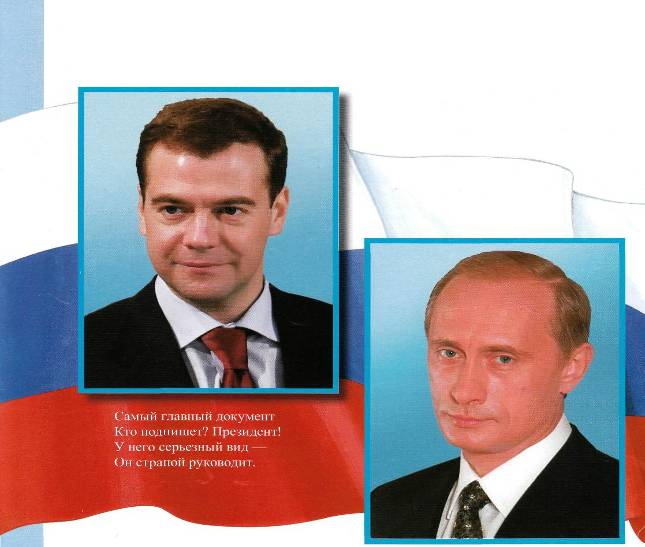 Самый главный документ
Кто подпишет? Президент!
У него серьезный вид —
Он страной руководит.